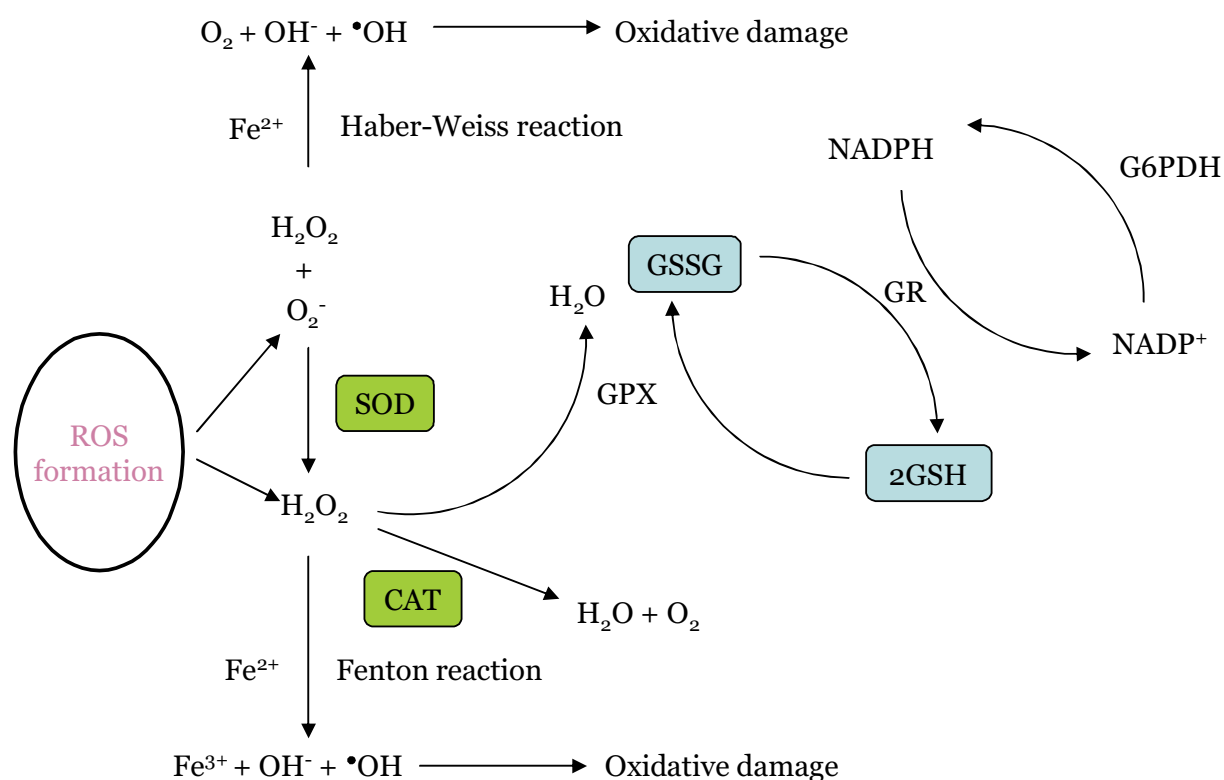 O₂ + OH⁻ + •OH → Oxidative damage
Fe²⁺ Haber-Weiss reaction
NADPH
G6PDH
H₂O₂
+
O₂⁻
GSSG
H₂O
GR
NADP⁺
SOD
GPX
ROS
formation
2GSH
H₂O₂
CAT
H₂O + O₂
Fe²⁺ Fenton reaction
Fe³⁺ + OH⁻ + •OH → Oxidative damage